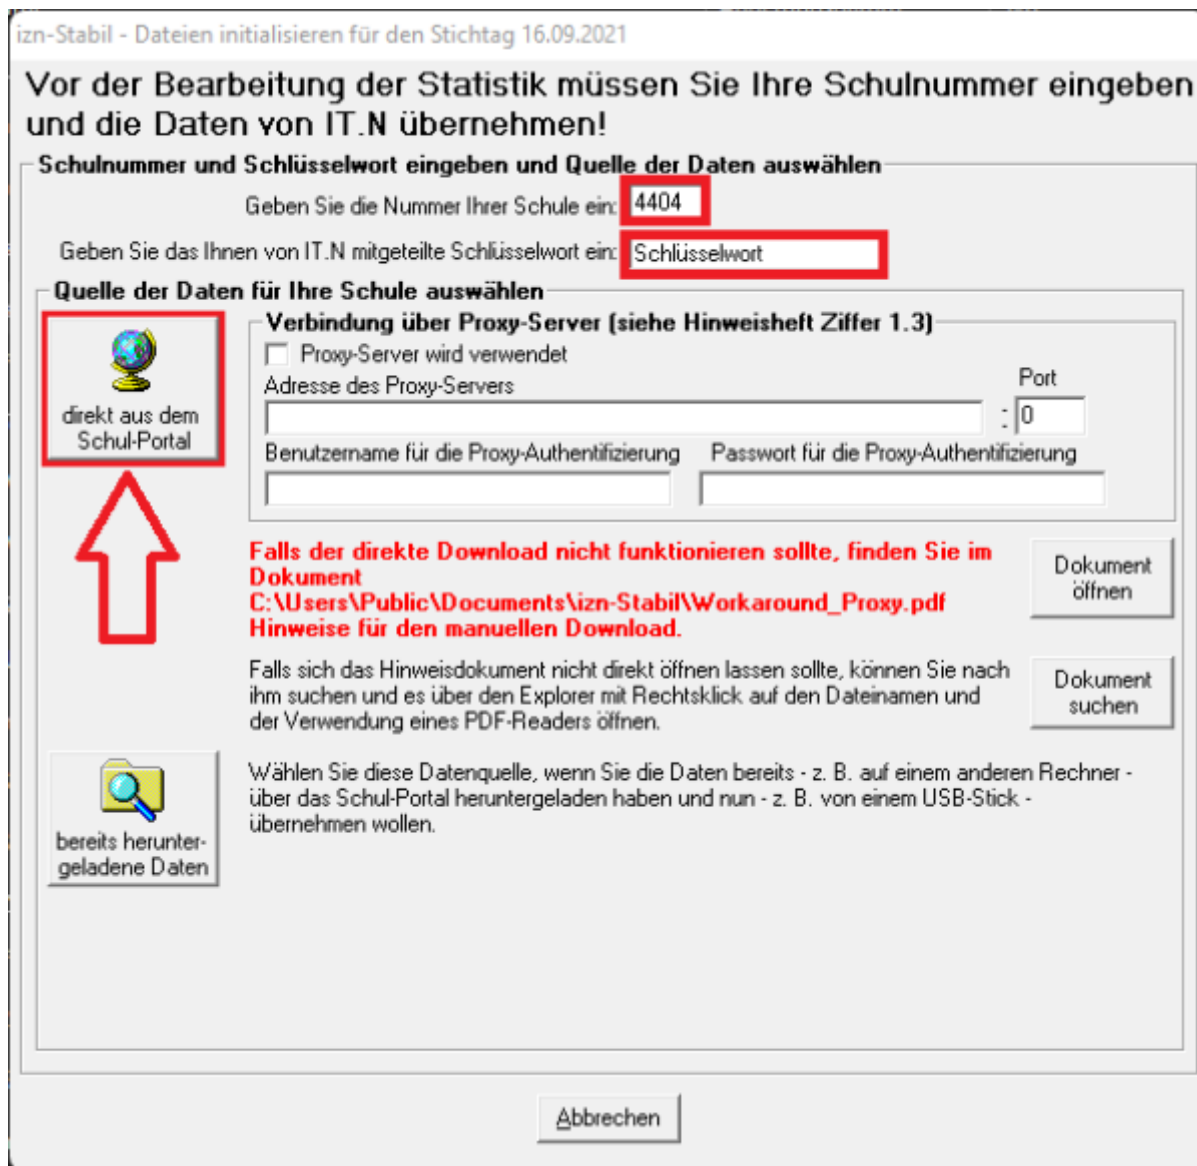 izn-Stabil - Dateien initialisieren für den Stichtag 16.09.2021
Vor der Bearbeitung der Statistik müssen Sie Ihre Schulnummer eingeben
und die Daten von IT.N übernehmen!
Schulnummer und Schlüsselwort eingeben und Quelle der Daten auswählen
Geben Sie die Nummer Ihrer Schule ein: 4404
Geben Sie das Ihnen von IT.N mitgeteilte Schlüsselwort ein: Schlüsselwort
Quelle der Daten für Ihre Schule auswählen
direkt aus dem
Schul-Portal
Verbindung über Proxy-Server (siehe Hinweisheft Ziffer 1.3)
Proxy-Server wird verwendet
Adresse des Proxy-Servers Port
: 0
Benutzername für die Proxy-Authentifizierung Passwort für die Proxy-Authentifizierung
Falls der direkte Download nicht funktionieren sollte, finden Sie im
Dokument
C:\Users\Public\Documents\izn-Stabil\Workaround_Proxy.pdf
Hinweise für den manuellen Download.
Dokument
öffnen
Falls sich das Hinweisdokument nicht direkt öffnen lassen sollte, können Sie nach
ihm suchen und es über den Explorer mit Rechtsklick auf den Dateinamen und
der Verwendung eines PDF-Readers öffnen.
Dokument
suchen
bereits herunter-
geladene Daten
Wählen Sie diese Datenquelle, wenn Sie die Daten bereits - z. B. auf einem anderen Rechner -
über das Schul-Portal heruntergeladen haben und nun - z. B. von einem USB-Stick -
übernehmen wollen.
Abbrechen